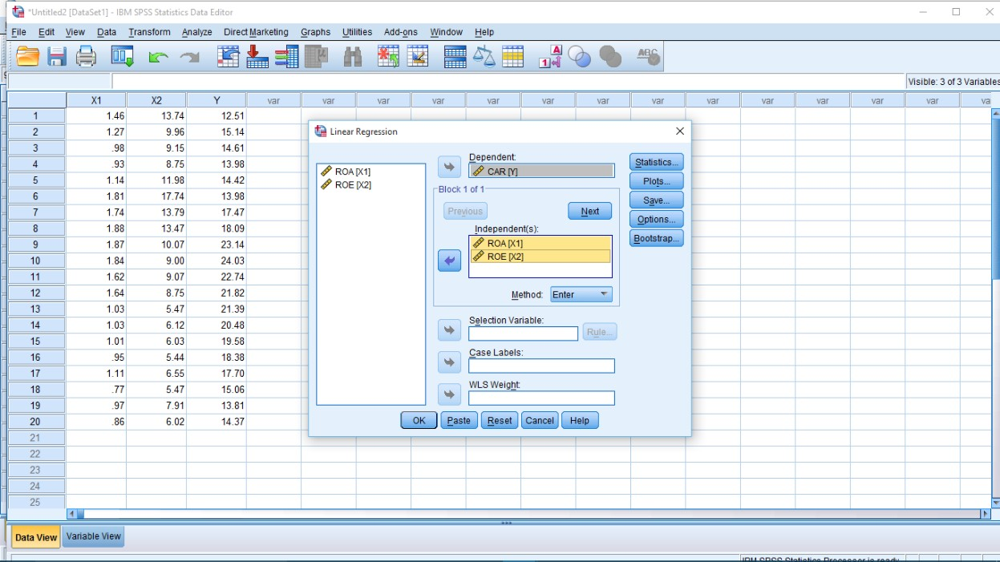 *Untitled2 [DataSet1] - IBM SPSS Statistics Data Editor
File Edit View Data Transform Analyze Direct Marketing Graphs Utilities Add-ons Window Help
Visible: 3 of 3 Variables
X1 X2 Y var var var var var var var var var var var var var va
1 1.46 13.74 12.51
2 1.27 9.96 15.14
3 .98 9.15 14.61
4 .93 8.75 13.98
5 1.14 11.98 14.42
6 1.81 17.74 13.98
7 1.74 13.79 17.47
8 1.88 13.47 18.09
9 1.87 10.07 23.14
10 1.84 9.00 24.03
11 1.62 9.07 22.74
12 1.64 8.75 21.82
13 1.03 5.47 21.39
14 1.03 6.12 20.48
15 1.01 6.03 19.58
16 .95 5.44 18.38
17 1.11 6.55 17.70
18 .77 5.47 15.06
19 .97 7.91 13.81
20 .86 6.02 14.37
21
22
23
24
25
Linear Regression
ROA [X1]
ROE [X2]
Dependent:
CAR [Y]
Block 1 of 1
Previous
Next
Independent(s):
ROA [X1]
ROE [X2]
Method: Enter
Selection Variable:
Rule...
Case Labels:
WLS Weight:
Statistics...
Plots...
Save...
Options...
Bootstrap...
OK Paste Reset Cancel Help
Data View Variable View
IBM SPSS Statistics Processor is ready